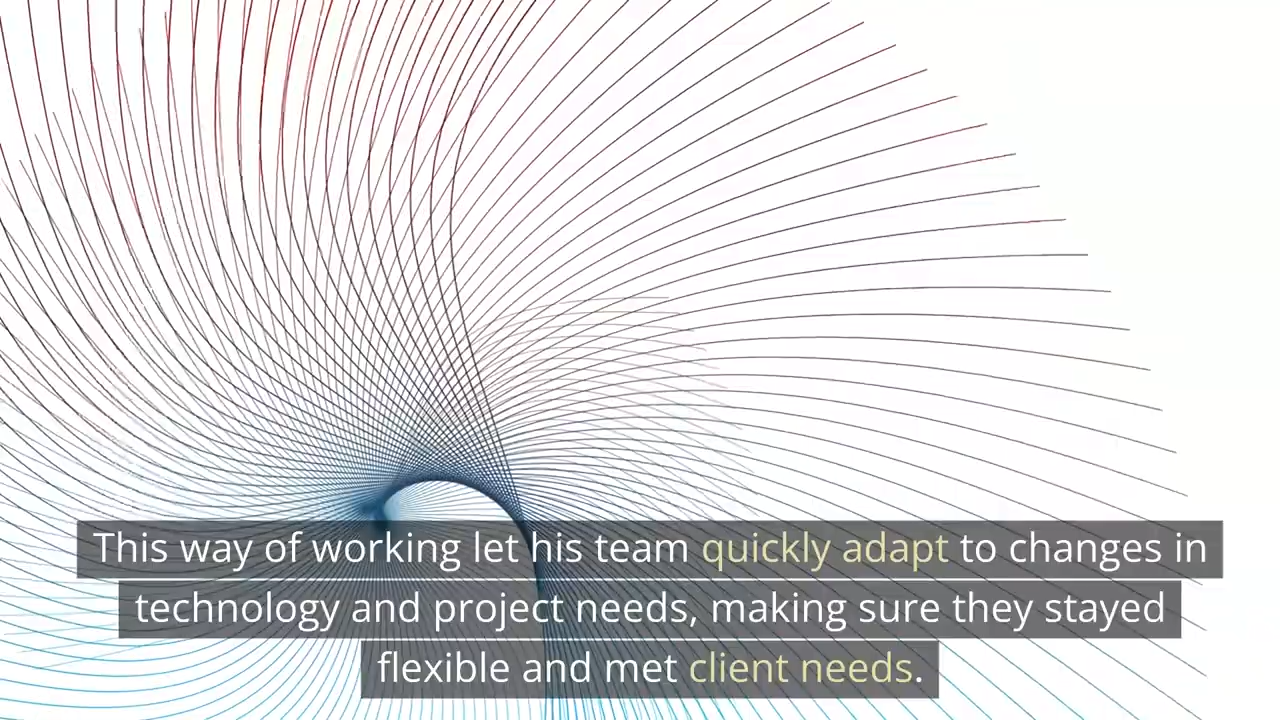 This way of working let his team quickly adapt to changes in
technology and project needs, making sure they stayed
flexible and met client needs.